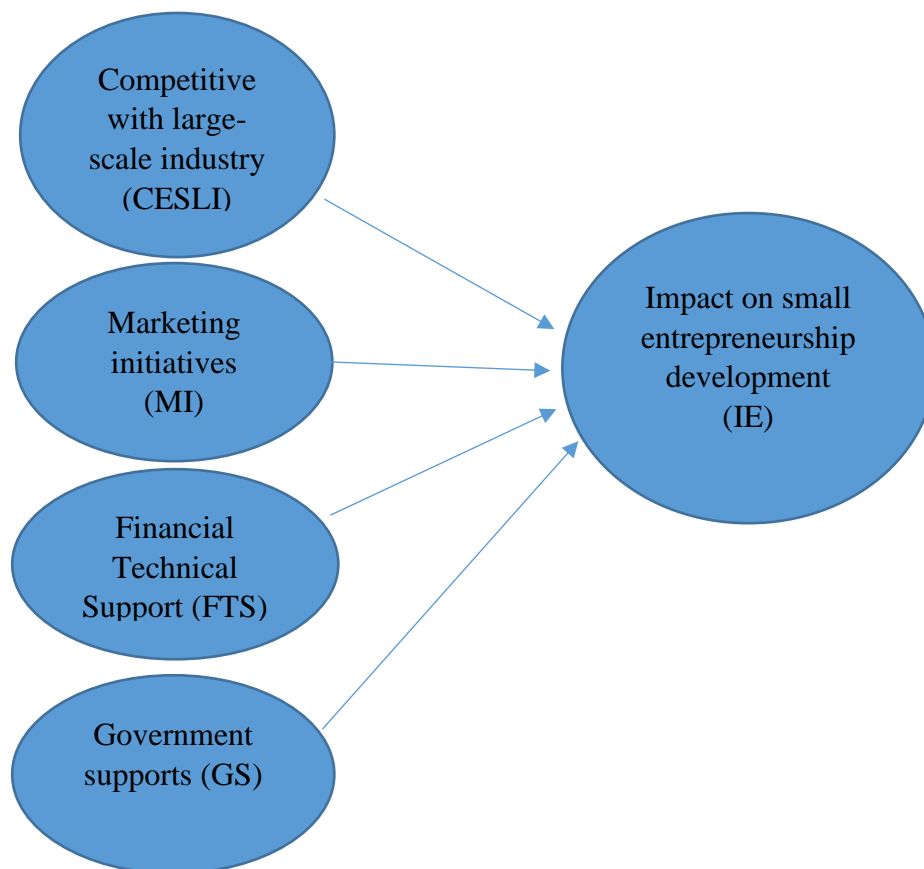 Competitive
with large-
scale industry
(CESLI)
Marketing
initiatives
(MI)
Financial
Technical
Support (FTS)
Government
supports (GS)
Impact on small
entrepreneurship
development
(IE)